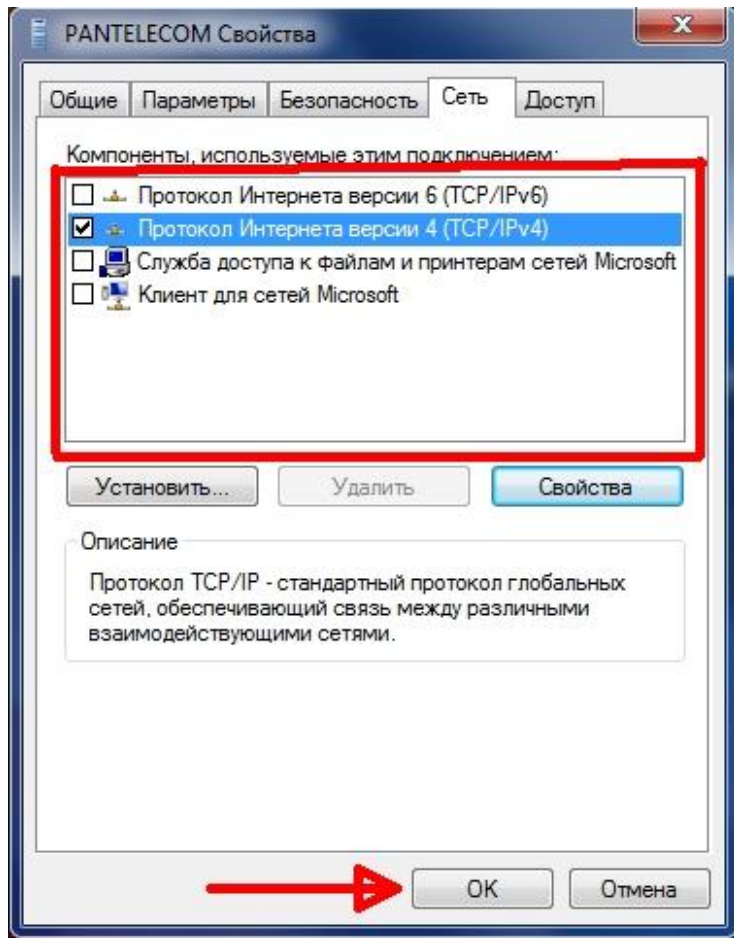 PANTELECOM Свойства
Общие Параметры Безопасность Сеть Доступ
Компоненты, используемые этим подключением:
Протокол Интернета версии 6 (TCP/IPv6)
Протокол Интернета версии 4 (TCP/IPv4)
Служба доступа к файлам и принтерам сетей Microsoft
Клиент для сетей Microsoft
Установить... Удалить Свойства
Описание
Протокол TCP/IP - стандартный протокол глобальных
сетей, обеспечивающий связь между различными
взаимодействующими сетями.
OK Отмена